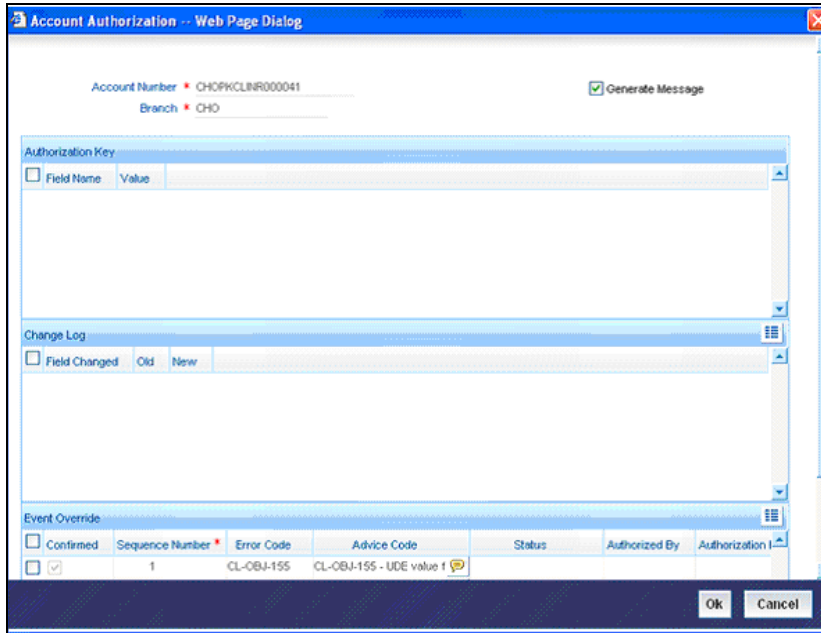 Account Authorization -- Web Page Dialog
Account Number * CHOPKCLINR000041
Generate Message
Branch * CHO
Authorization Key
Field Name Value
Change Log
Field Changed Old New
Event Override
Confirmed Sequence Number * Error Code Advice Code Status Authorized By Authorization
1 CL-OBJ-155 CL-OBJ-155 - UDE value f
Ok Cancel